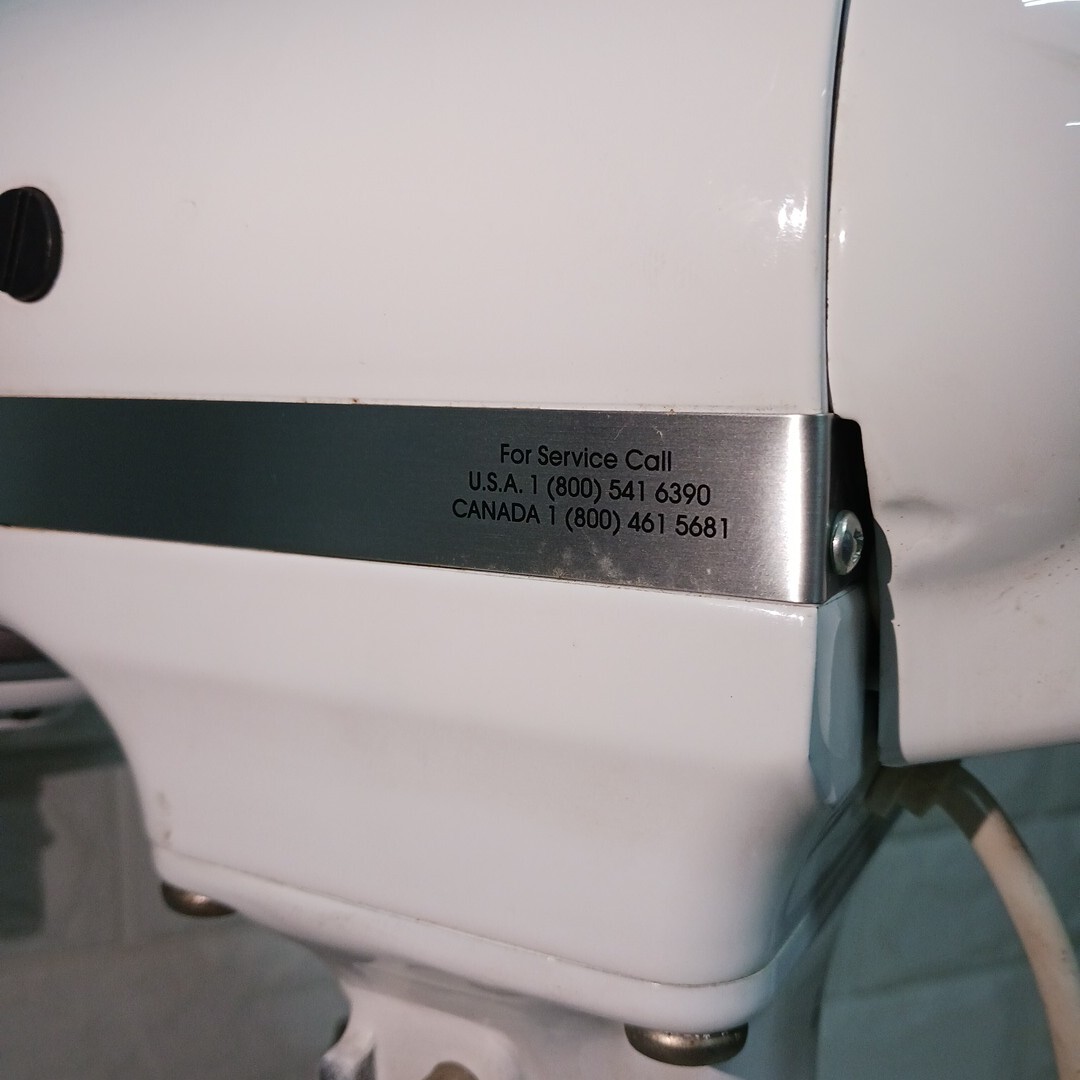 For Service Call
U.S.A. 1 (800) 541 6390
CANADA 1 (800) 461 5681